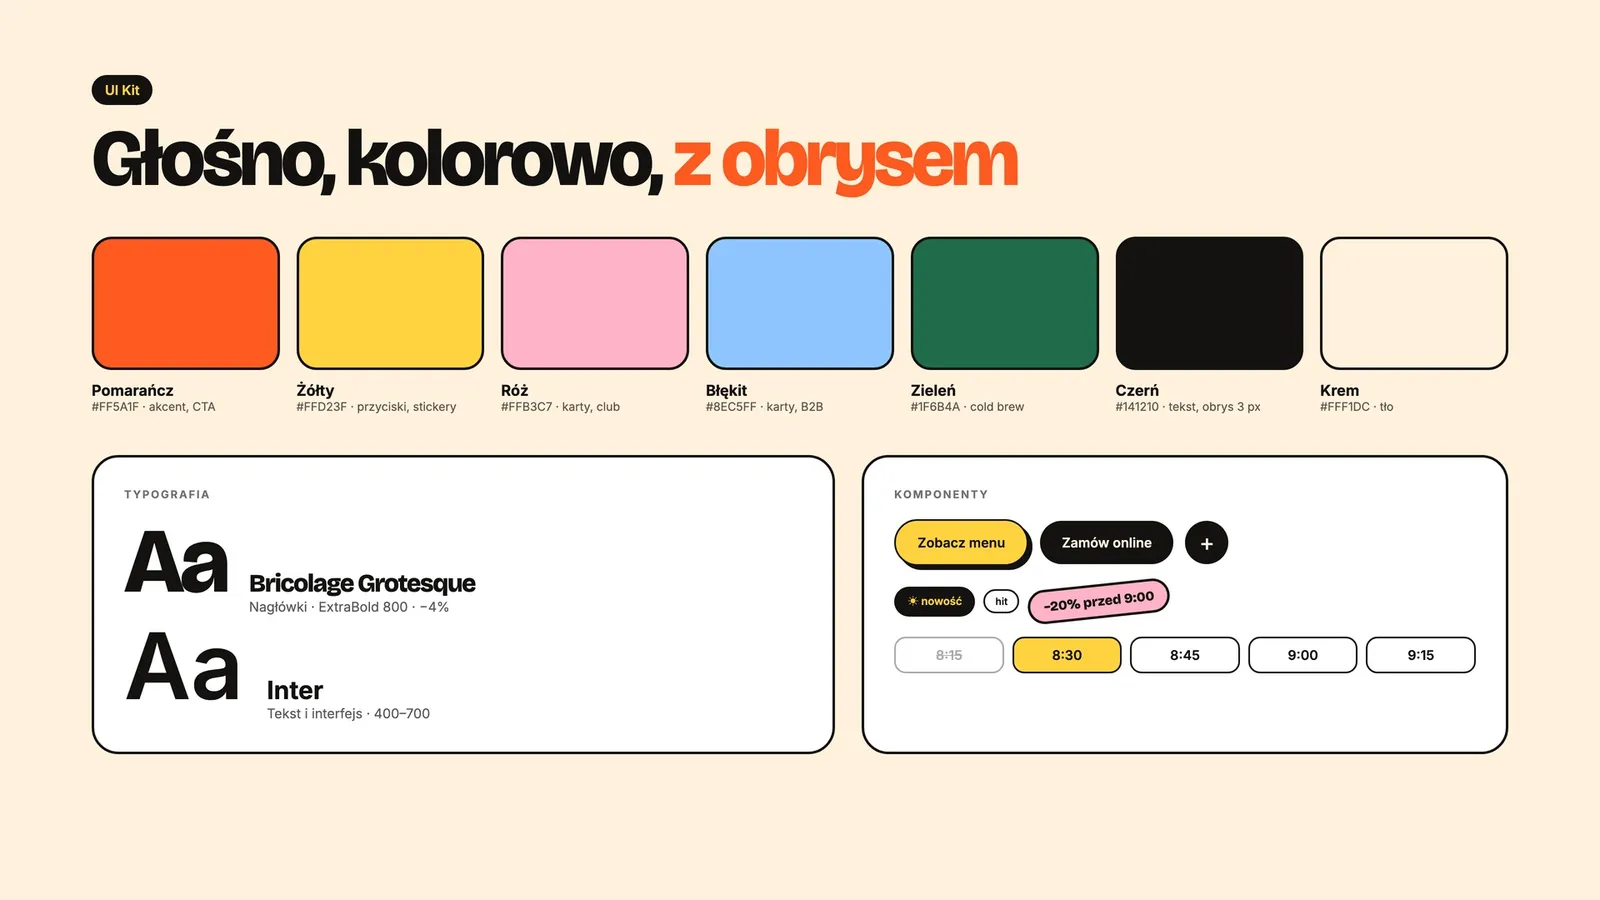 UI Kit
Głośno, kolorowo, z obrysem
Pomarańcz
#FF5A1F · akcent, CTA
Żółty
#FFD23F · przyciski, stickery
Róż
#FFB3C7 · karty, club
Błękit
#8EC5FF · karty, B2B
Zieleń
#1F6B4A · cold brew
Czerń
#141210 · tekst, obrys 3 px
Krem
#FFF1DC · tło
TYPOGRAFIA
Aa
Bricolage Grotesque
Nagłówki · ExtraBold 800 · −4%
Aa
Inter
Tekst i interfejs · 400–700
KOMPONENTY
Zobacz menu
Zamów online
+
☀ nowość
hit
−20% przed 9:00
8:15
8:30
8:45
9:00
9:15